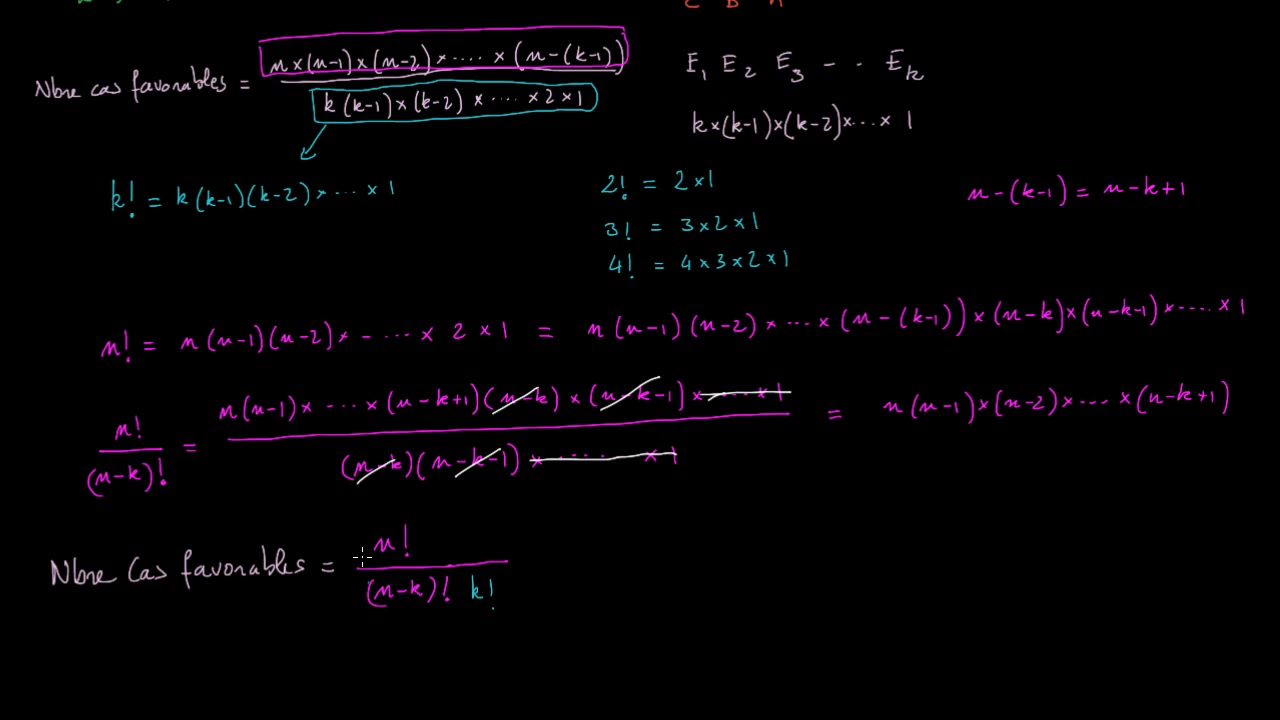 C B A
Nbre cas favorables = n×(n-1)×(n-2)×.....×(n-(k-1)) / k(k-1)×(k-2)×....×2×1
E₁ E₂ E₃ - . . Eₖ
k×(k-1)×(k-2)×...×1
k! = k(k-1)(k-2)×...×1
2! = 2×1
3! = 3×2×1
4! = 4×3×2×1
n-(k-1) = n-k+1
n! = n(n-1)(n-2)×-....×2×1 = n(n-1)(n-2)×...×(n-(k-1))×(n-k)×(n-k-1)×.....×1
n! / (n-k)! = n(n-1)×...×(n-k+1)(n-k)×(n-k-1)×.....×1 / (n-k)(n-k-1)×.....×1 = n(n-1)×(n-2)×...×(n-k+1)
Nbre Cas favorables = n! / (n-k)! k!